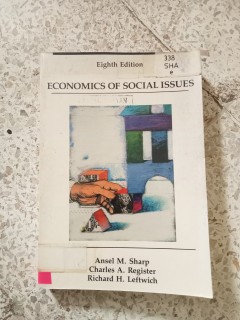 Eighth Edition
338
SHA
e
ECONOMICS OF SOCIAL ISSUES
Ansel M. Sharp
Charles A. Register
Richard H. Leftwich